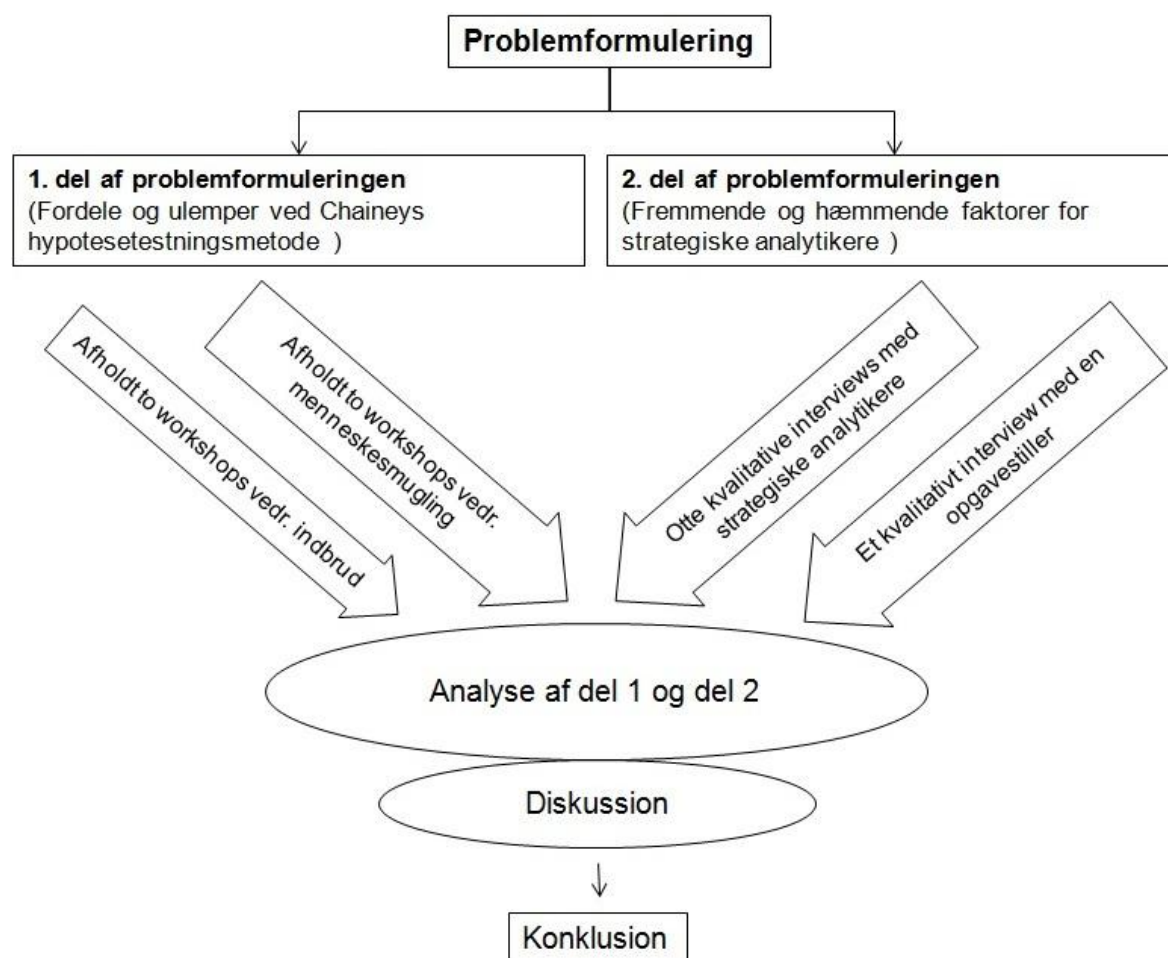 Problemformulering
1. del af problemformuleringen
(Fordele og ulemper ved Chaineys
hypotesetestningsmetode )
2. del af problemformuleringen
(Fremmende og hæmmende faktorer for
strategiske analytikere )
Afholdt to workshops vedr. indbrud
Afholdt to workshops vedr.
menneskesmugling
Otte kvalitative interviews med
strategiske analytikere
Et kvalitativt interview med en
opgavestiller
Analyse af del 1 og del 2
Diskussion
Konklusion